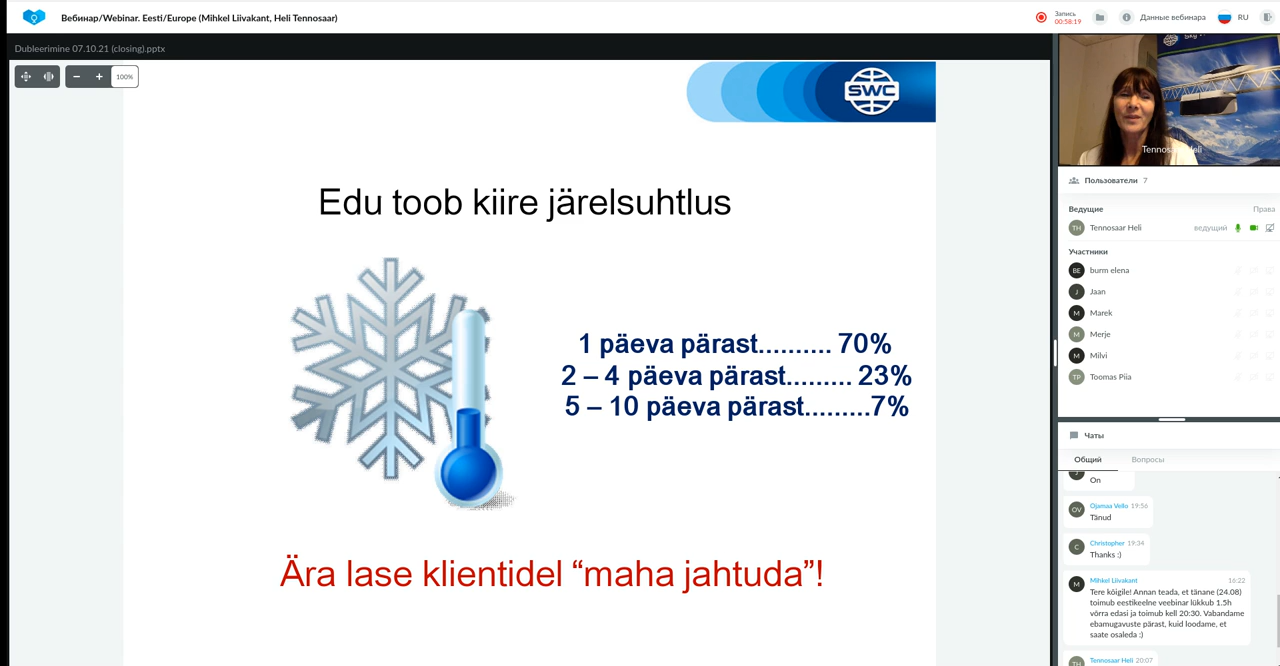 Вебинар/Webinar. Eesti/Europe (Mihkel Liivakant, Heli Tennosaar)
Запись
00:58:19
Данные вебинара
RU
Dubleerimine 07.10.21 (closing).pptx
100%
SWC
Edu toob kiire järelsuhtlus
1 päeva pärast.......... 70%
2 – 4 päeva pärast......... 23%
5 – 10 päeva pärast.........7%
Ära lase klientidel “maha jahtuda”!
Пользователи 7
Ведущие
Права
TH
Tennosaar Heli
ведущий
Участники
BE
burm elena
J
Jaan
M
Marek
M
Merje
M
Milvi
TP
Toomas Piia
Чаты
Общий
Вопросы
On
OV
Ojamaa Vello 19:56
Tänud
C
Christopher 19:34
Thanks :)
M
Mihkel Liivakant 16:22
Tere kõigile! Annan teada, et tänane (24.08)
toimub eestikeelne veebinar lükkub 1.5h
võrra edasi ja toimub kell 20:30. Vabandame
ebamugavuste pärast, kuid loodame, et
saate osaleda :)
TH
Tennosaar Heli 20:07